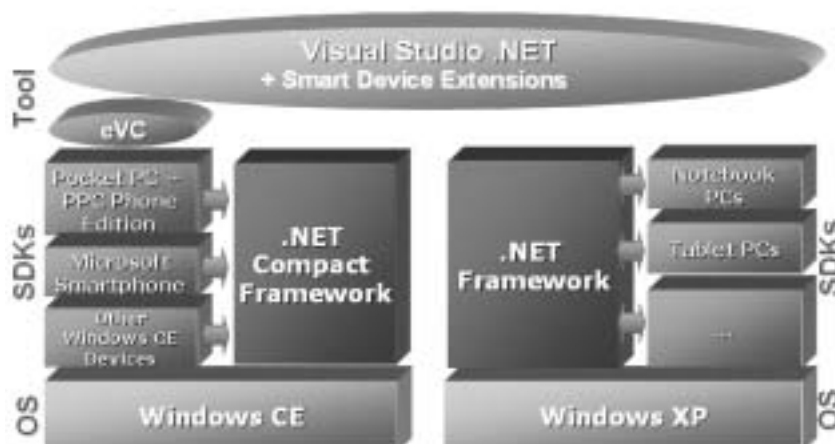 Visual Studio .NET
+ Smart Device Extensions
Tool
eVC
Pocket PC –
PPC Phone
Edition
Microsoft
Smartphone
Other
Windows CE
Devices
SDKs
.NET
Compact
Framework
.NET
Framework
Notebook
PCs
Tablet PCs
...
SDKs
OS
Windows CE
Windows XP
OS